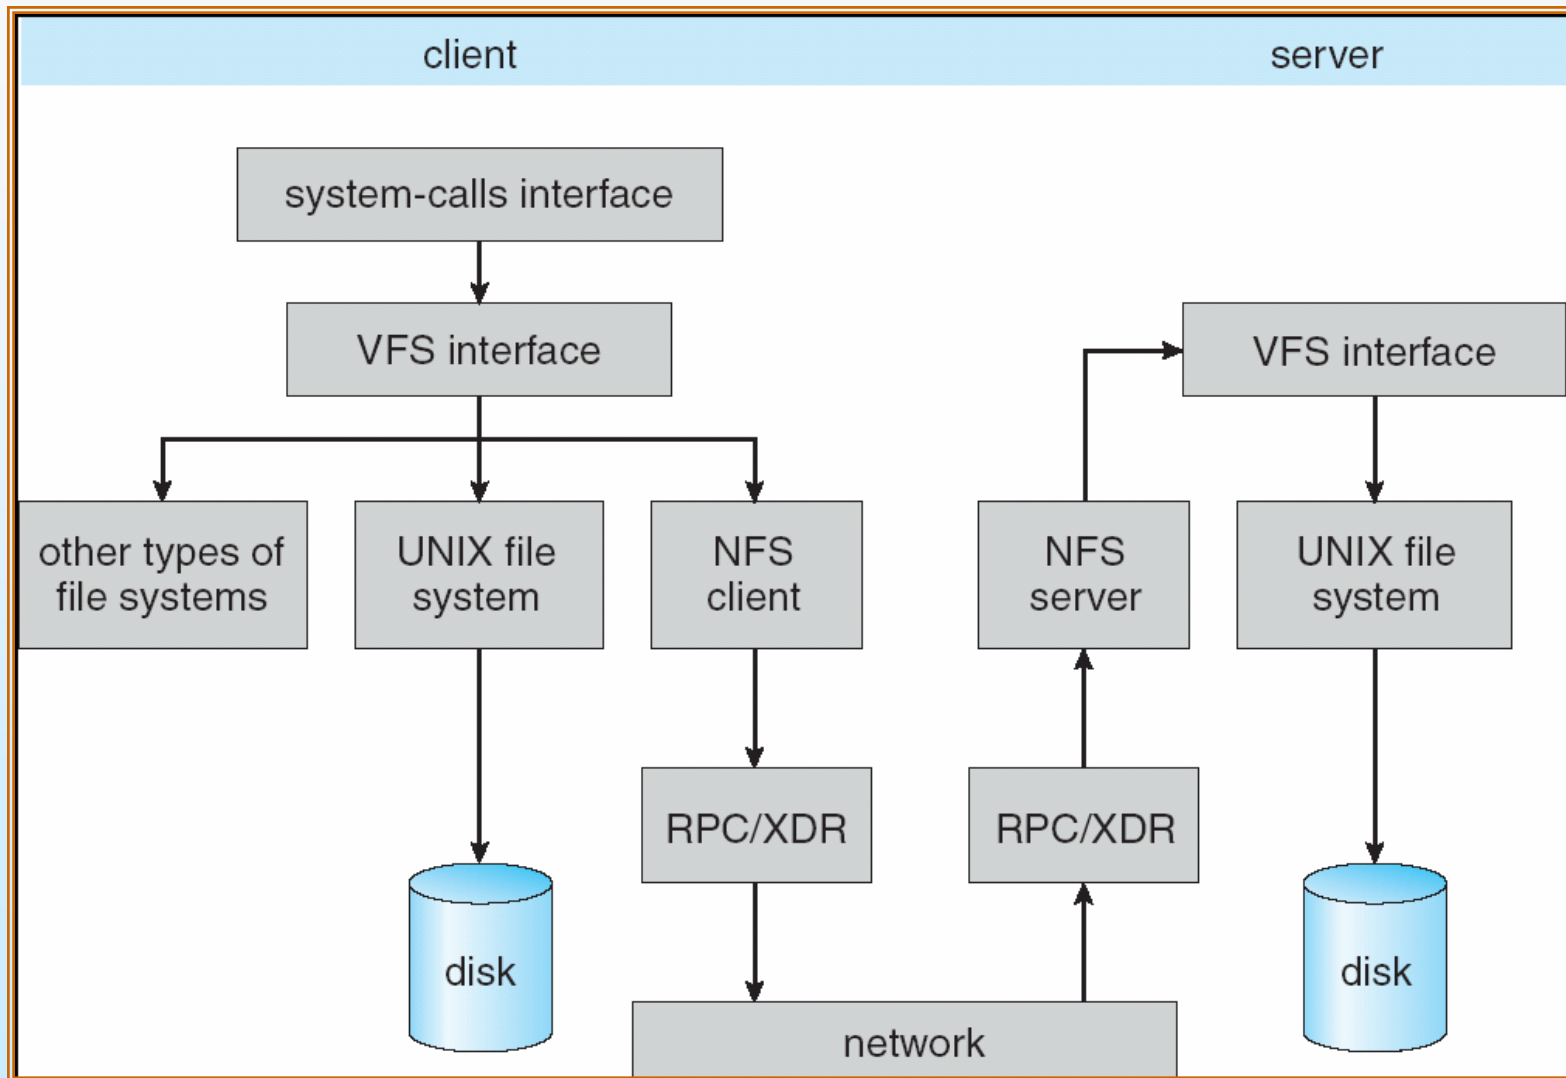 client
server
system-calls interface
VFS interface
VFS interface
other types of
file systems
UNIX file
system
NFS
client
NFS
server
UNIX file
system
RPC/XDR
RPC/XDR
disk
disk
network